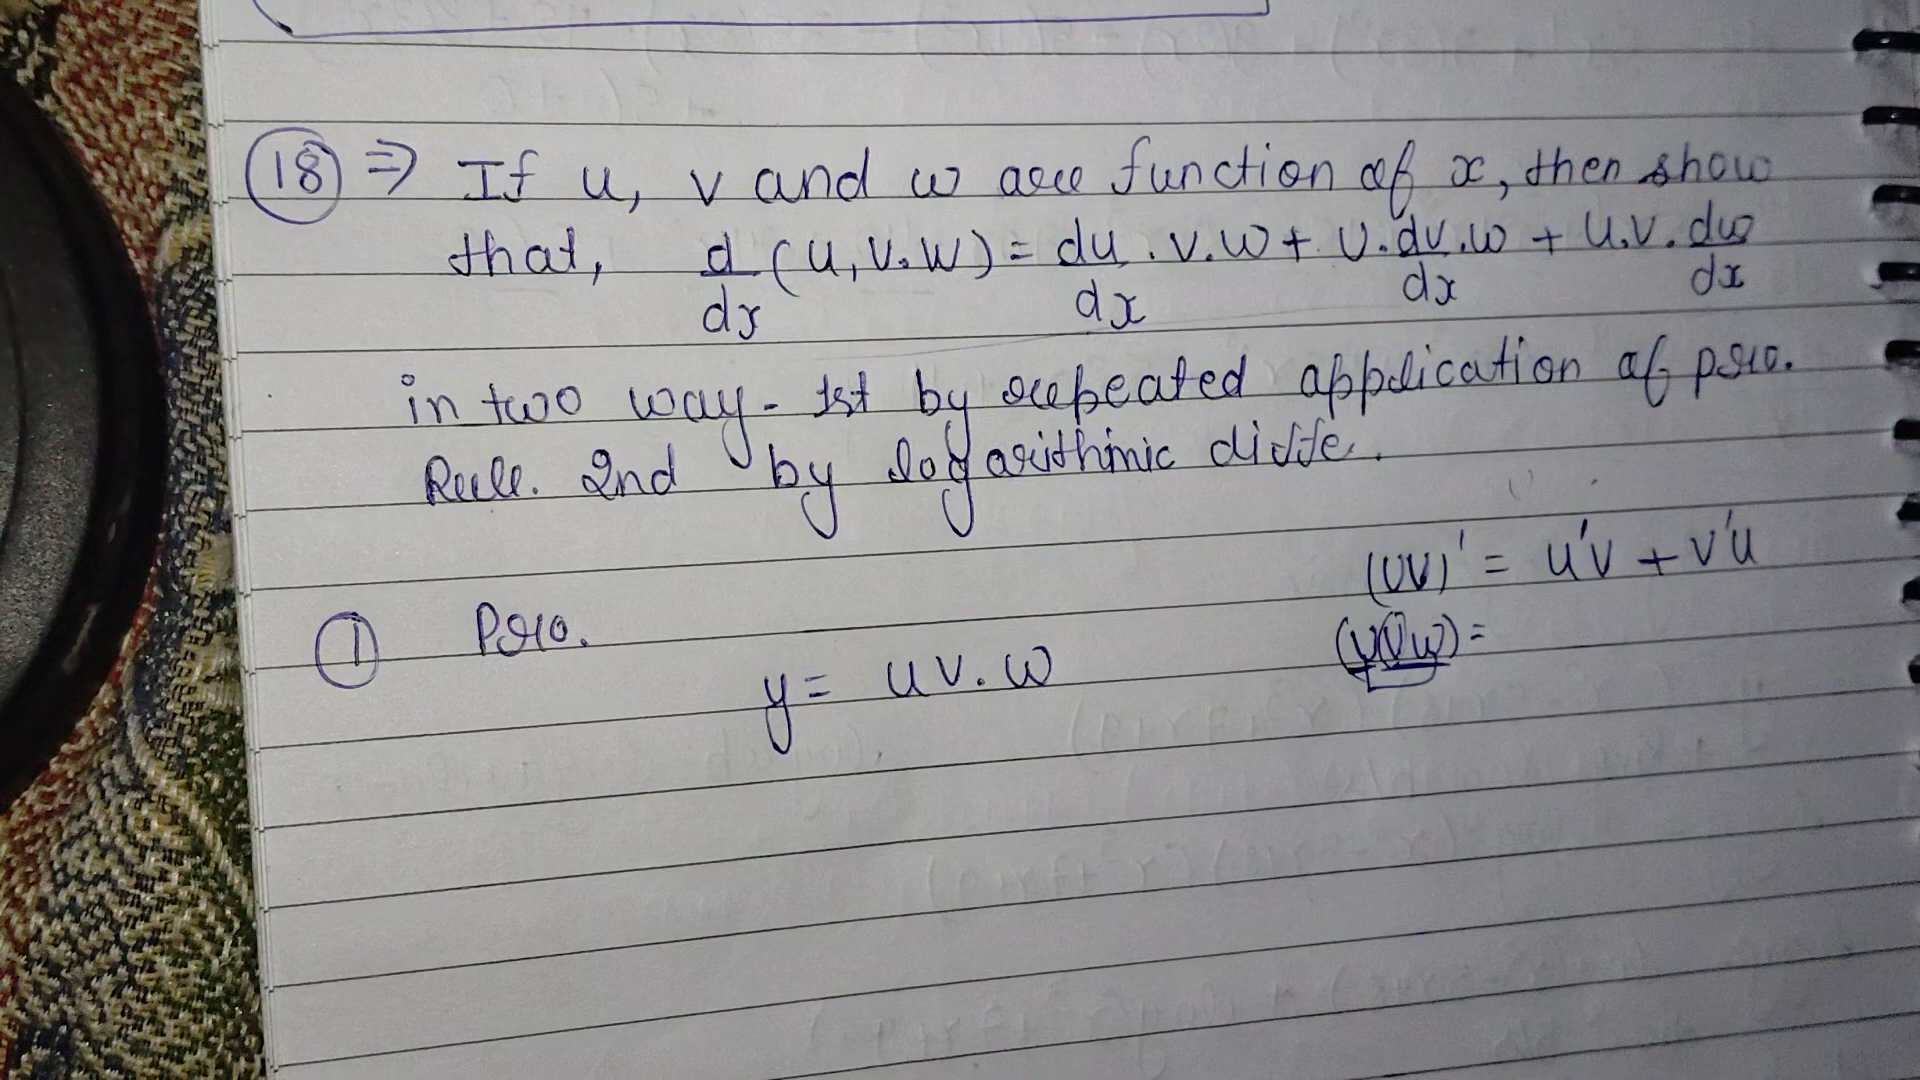 18 ⇒ If u, v and w are function of x, then show
that, d/dx (u, v. w) = du/dx . v. w + u. dv/dx . w + u. v. dw/dx
in two way - 1st by repeated application of pro.
Rule. 2nd by logarithmic diffe.
(uv)' = u'v + v'u
① Pro.
(uvw) =
y = uv. w